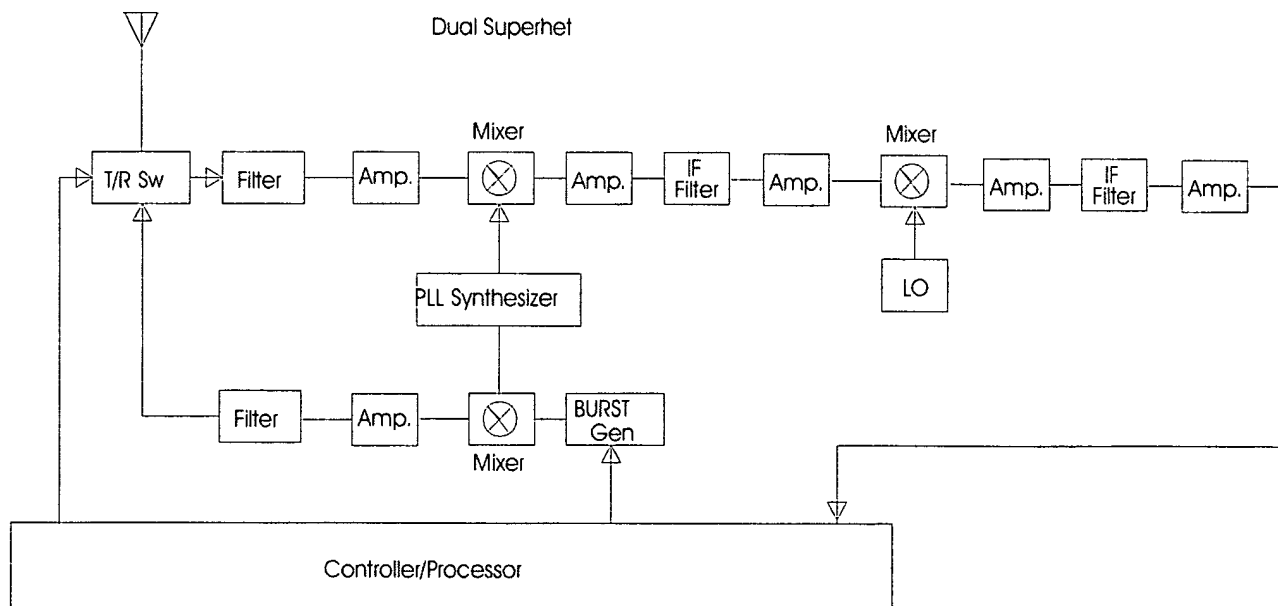 Dual Superhet
Mixer
Mixer
T/R Sw
Filter
Amp.
Amp.
IF
Filter
Amp.
Amp.
IF
Filter
Amp.
PLL Synthesizer
LO
Filter
Amp.
BURST
Gen
Mixer
Controller/Processor